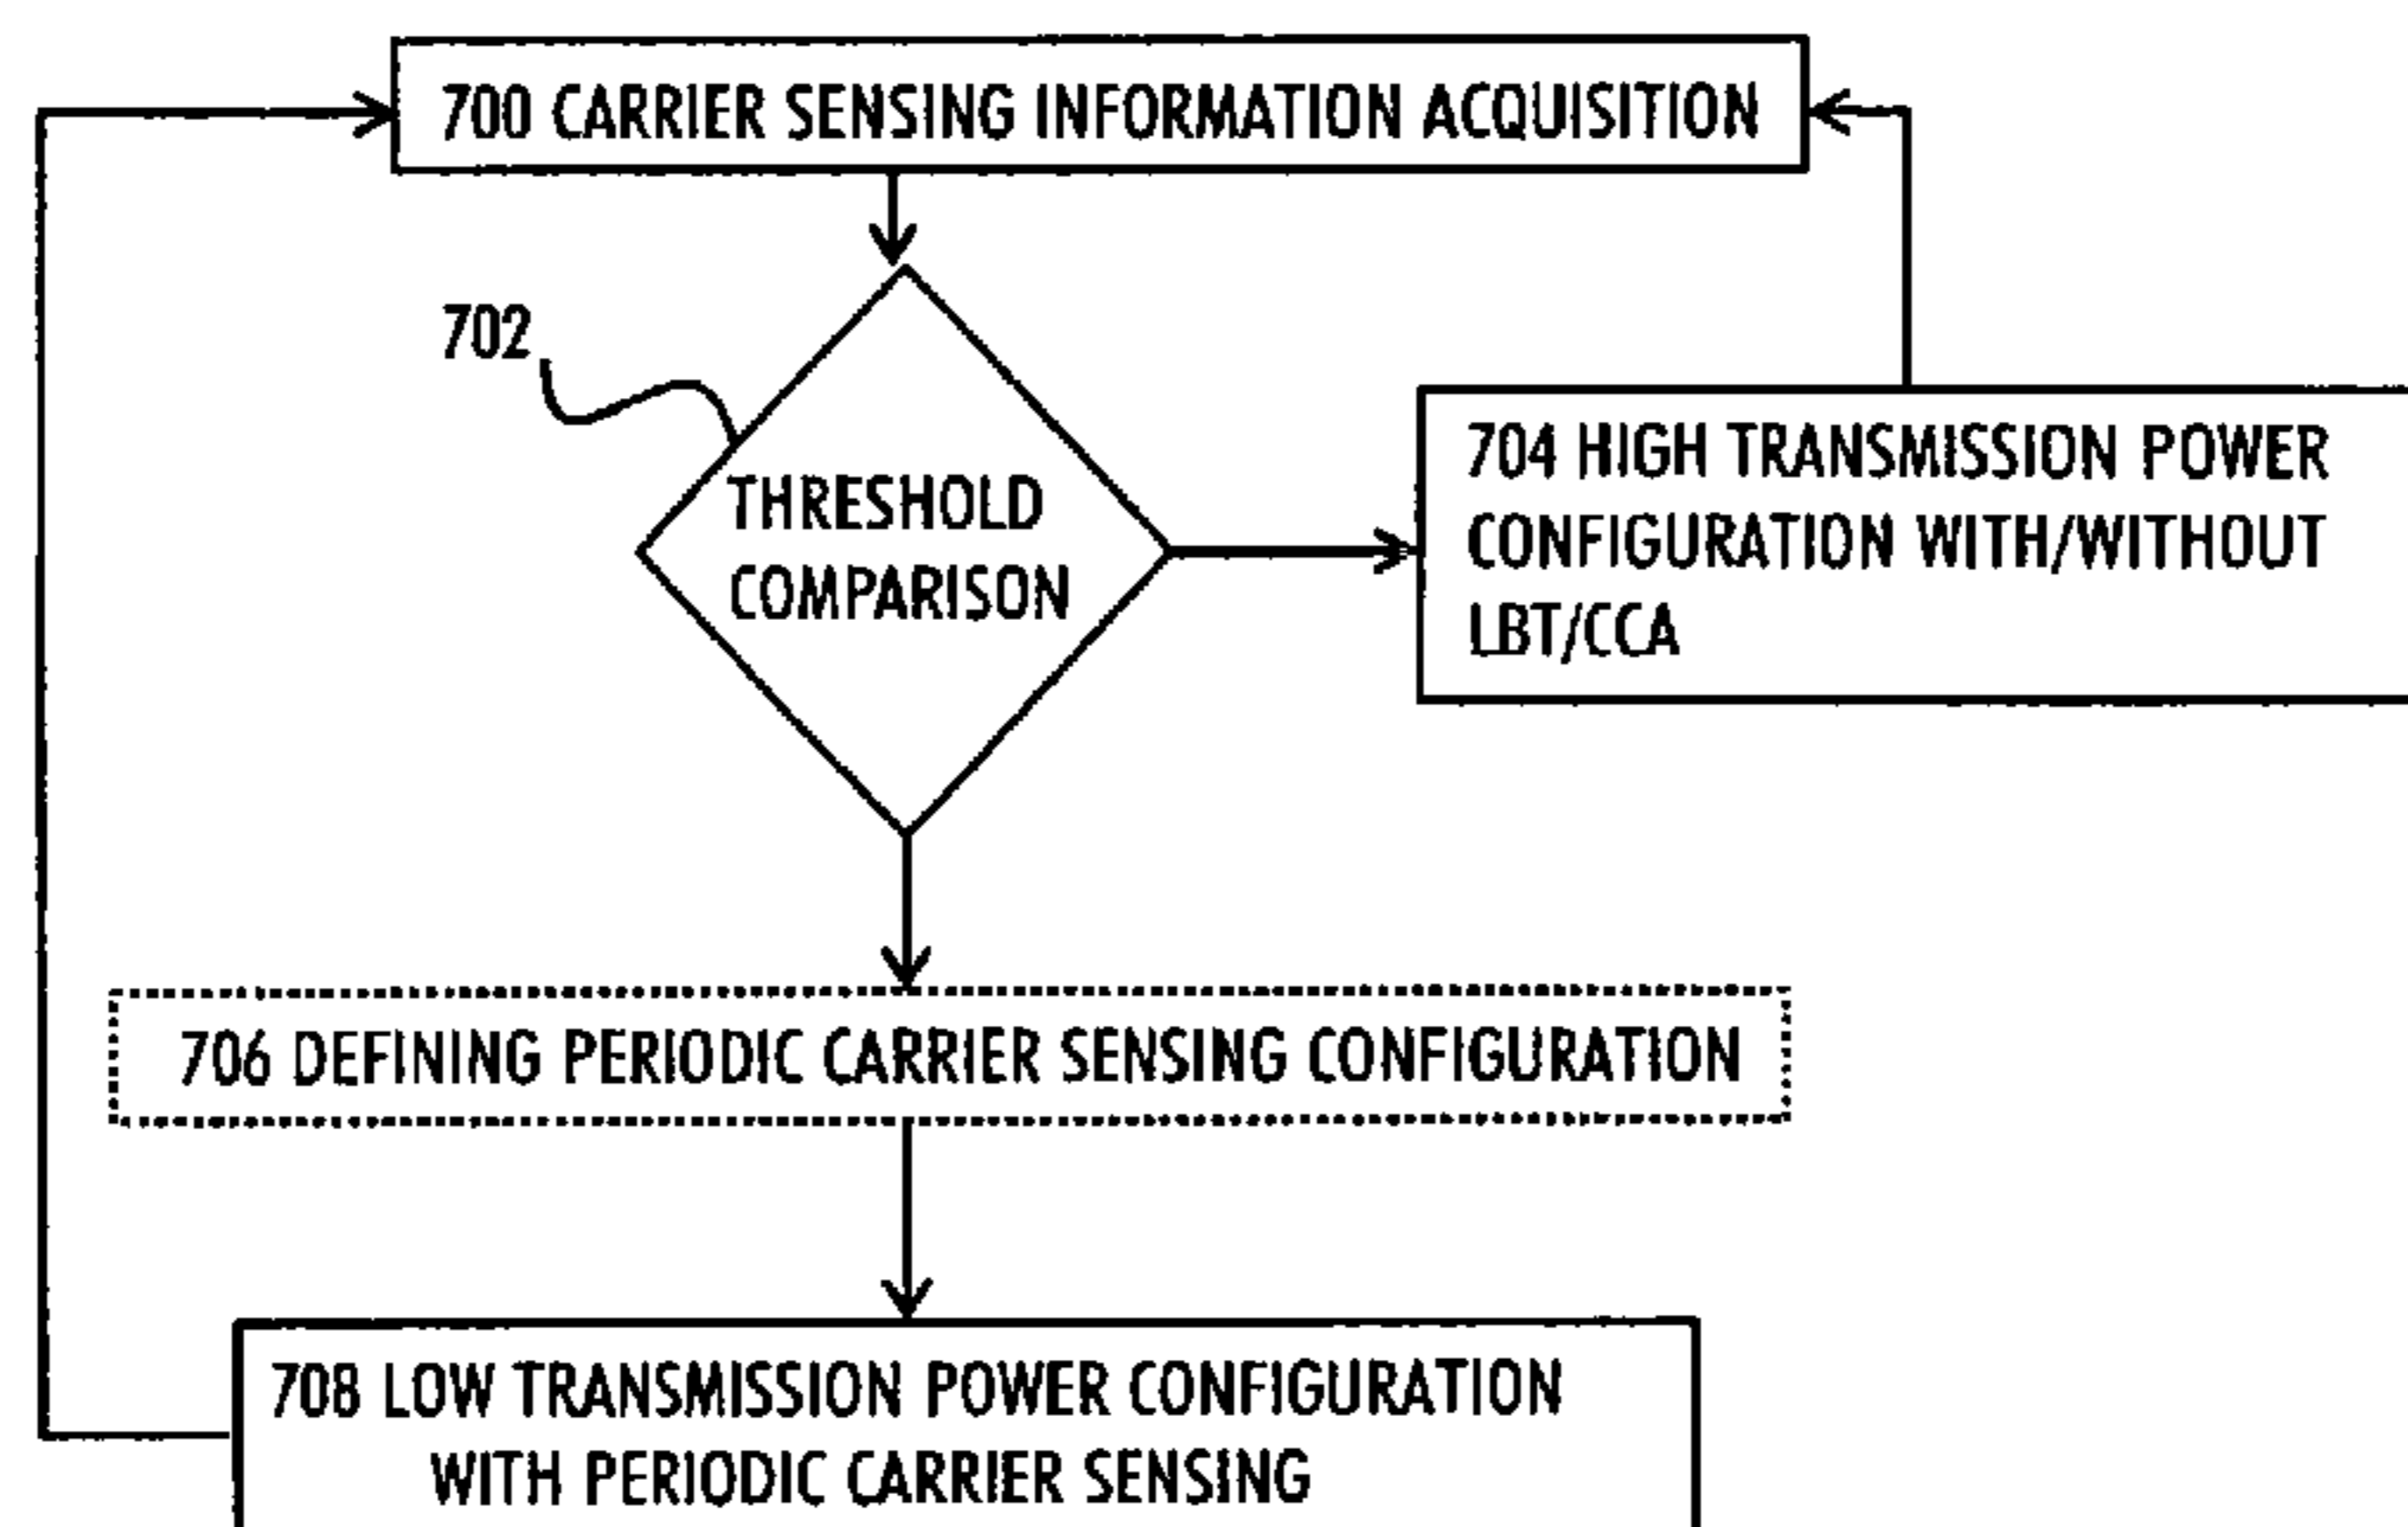 700 CARRIER SENSING INFORMATION ACQUISITION
702
THRESHOLD
COMPARISON
704 HIGH TRANSMISSION POWER
CONFIGURATION WITH/WITHOUT
LBT/CCA
706 DEFINING PERIODIC CARRIER SENSING CONFIGURATION
708 LOW TRANSMISSION POWER CONFIGURATION
WITH PERIODIC CARRIER SENSING